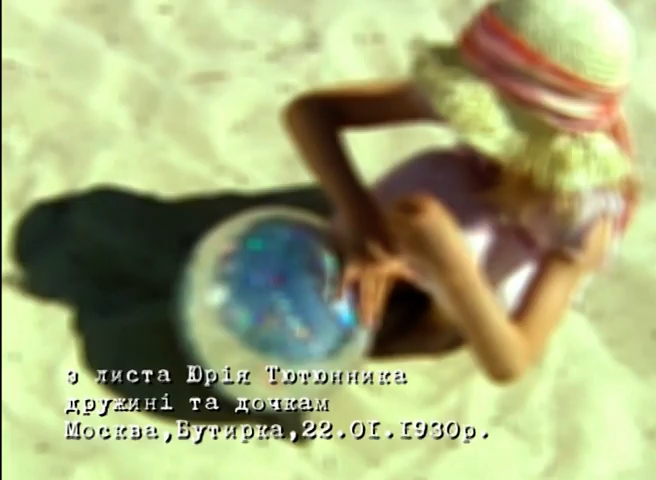 з листа Юрія Тютюнника
дружині та дочкам
Москва,Бутирка,22.01.1930р.